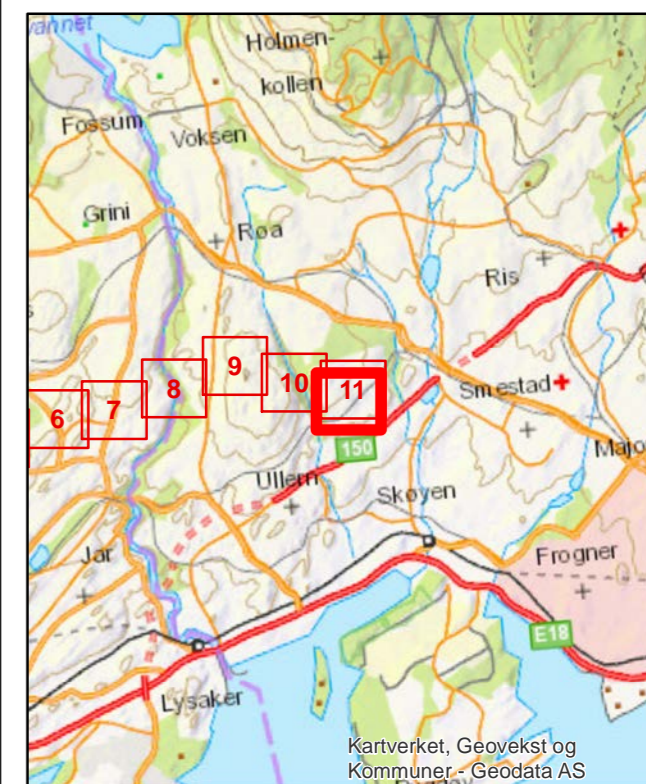 Holmen-
kollen
Fossum
Voksen
Grini
Røa
Ris
9
10
8
11
7
6
Smestad
150
Majo
Ullern
Skøyen
Jar
Frogner
E18
Lysaker
Kartverket, Geovekst og
Kommuner - Geodata AS